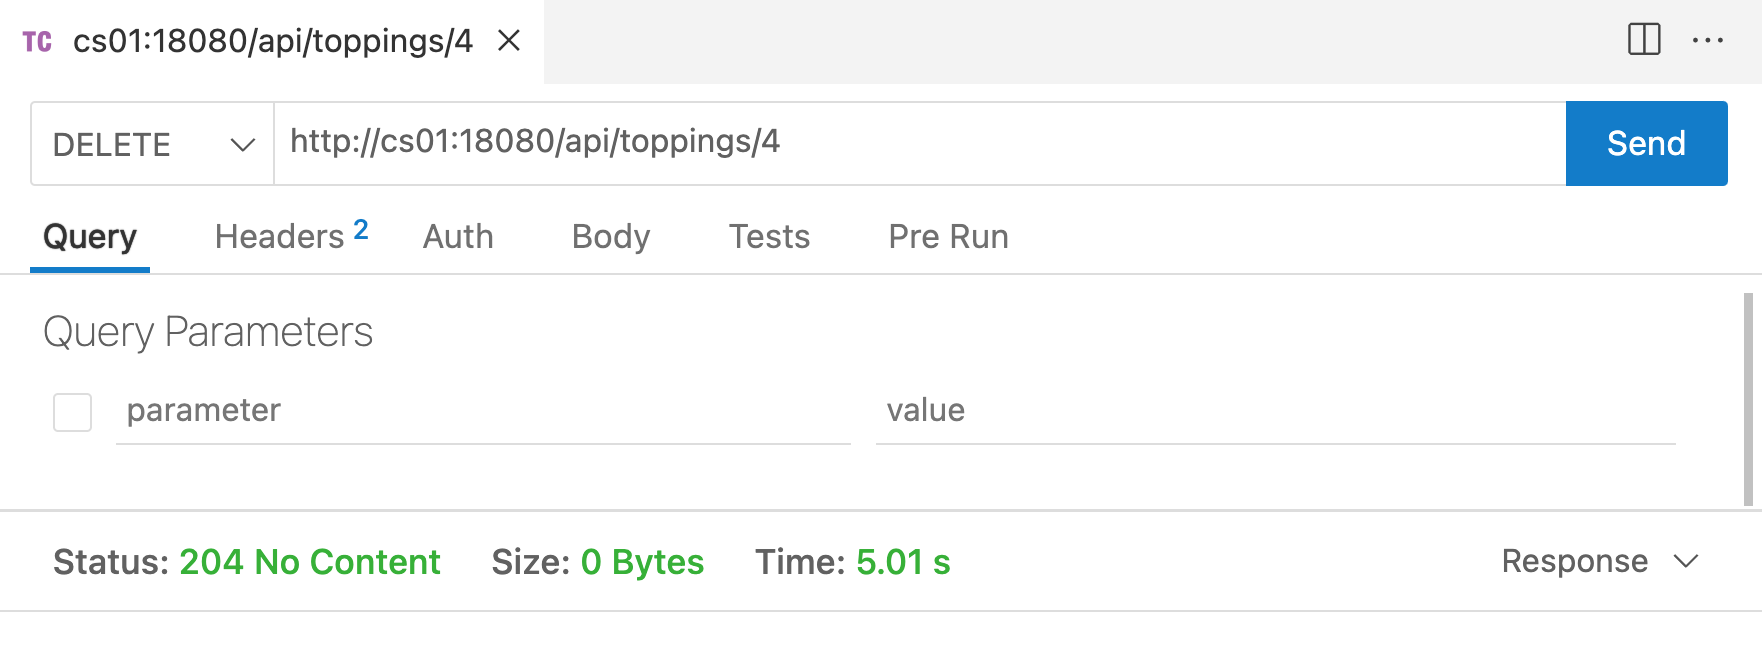 TC cs01:18080/api/toppings/4
DELETE http://cs01:18080/api/toppings/4 Send
Query Headers 2 Auth Body Tests Pre Run
Query Parameters
parameter value
Status: 204 No Content Size: 0 Bytes Time: 5.01 s Response